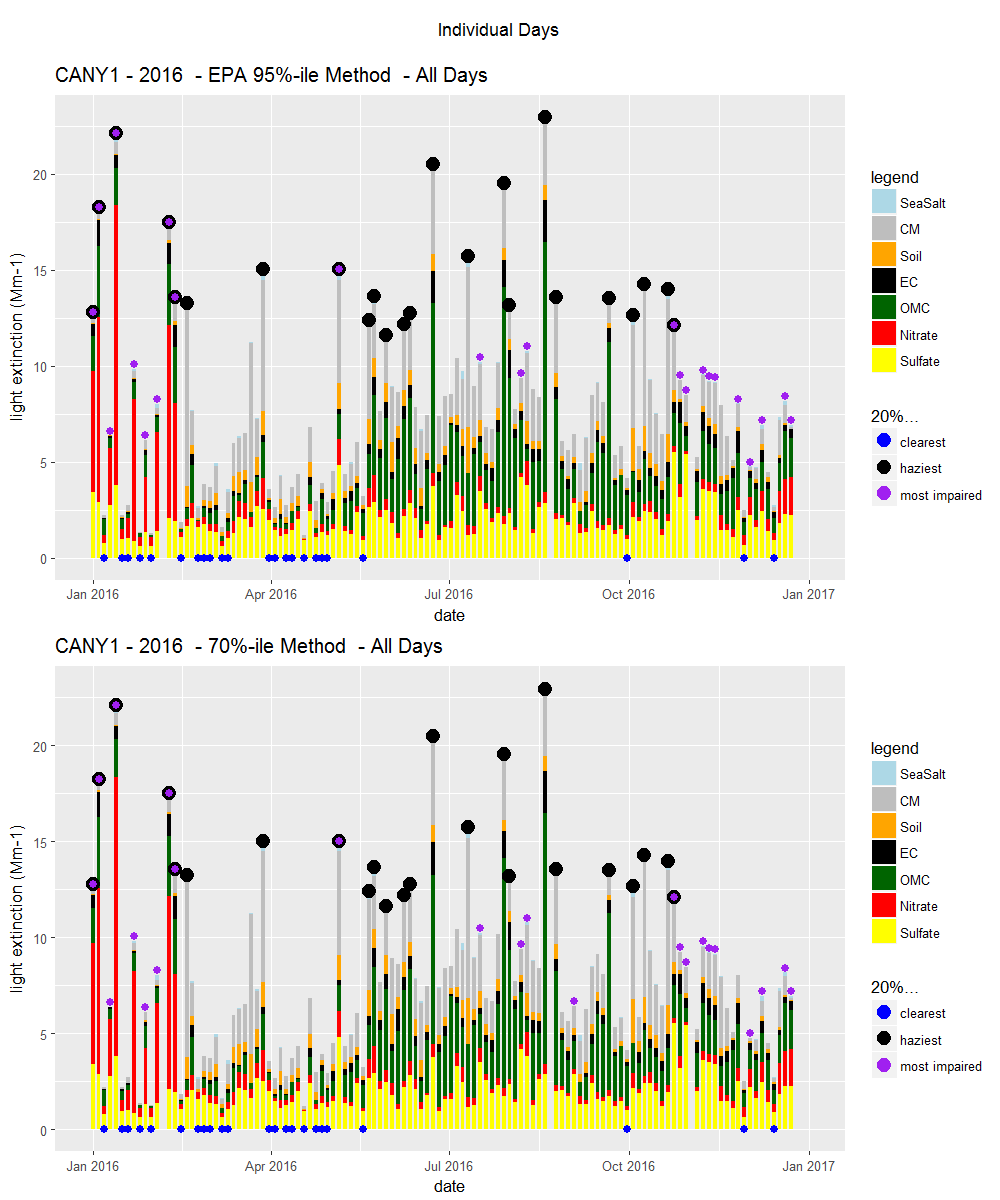 Individual Days
CANY1 - 2016  - EPA 95%-ile Method  - All Days
light extinction (Mm-1)
20
15
10
5
0
Jan 2016
Apr 2016
Jul 2016
Oct 2016
Jan 2017
date
legend
SeaSalt
CM
Soil
EC
OMC
Nitrate
Sulfate
20%...
clearest
haziest
most impaired
CANY1 - 2016  - 70%-ile Method  - All Days
light extinction (Mm-1)
20
15
10
5
0
Jan 2016
Apr 2016
Jul 2016
Oct 2016
Jan 2017
date
legend
SeaSalt
CM
Soil
EC
OMC
Nitrate
Sulfate
20%...
clearest
haziest
most impaired